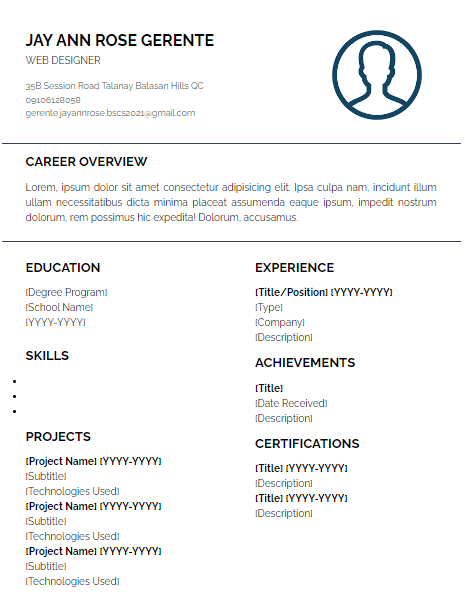 JAY ANN ROSE GERENTE
WEB DESIGNER
35B Session Road Talanay Batasan Hills QC
09106128058
gerente.jayannrose.bscs2021@gmail.com
CAREER OVERVIEW
Lorem, ipsum dolor sit amet consectetur adipisicing elit. Ipsa culpa nam, incidunt illum
ullam necessitatibus dicta minima placeat assumenda eaque ipsum, impedit nostrum
dolorum, rem possimus hic expedita! Dolorum, accusamus.
EDUCATION
[Degree Program]
[School Name]
[YYYY-YYYY]
SKILLS
PROJECTS
[Project Name] [YYYY-YYYY]
[Subtitle]
[Technologies Used]
[Project Name] [YYYY-YYYY]
[Subtitle]
[Technologies Used]
[Project Name] [YYYY-YYYY]
[Subtitle]
[Technologies Used]
EXPERIENCE
[Title/Position] [YYYY-YYYY]
[Type]
[Company]
[Description]
ACHIEVEMENTS
[Title]
[Date Received]
[Description]
CERTIFICATIONS
[Title] [YYYY-YYYY]
[Description]
[Title] [YYYY-YYYY]
[Description]